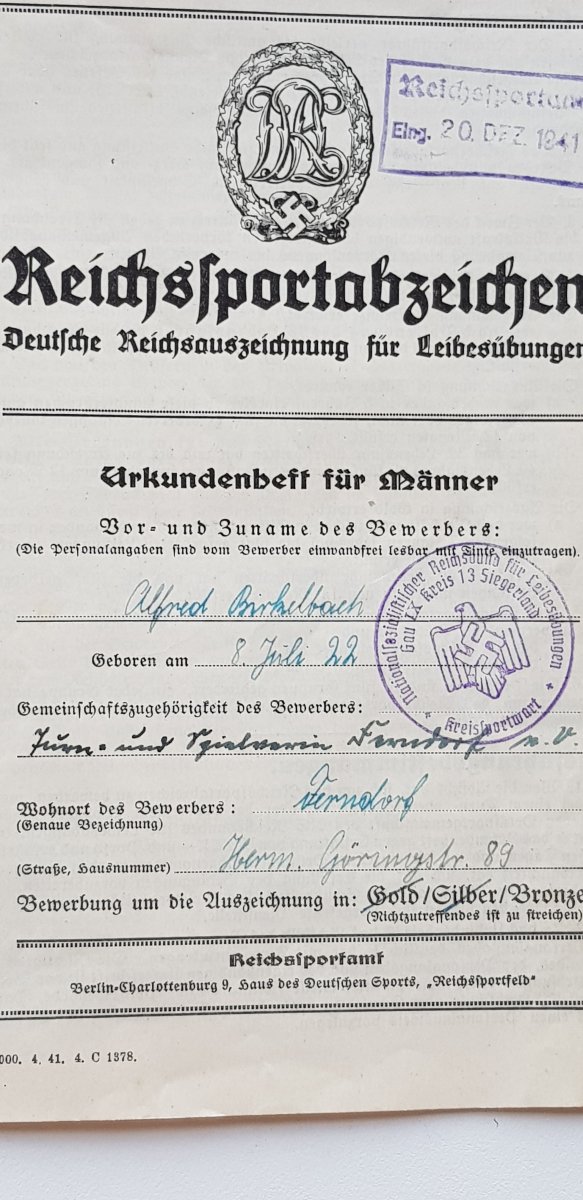 DRL
Reichssportamt
Eing. 20. DEZ. 1941
Reichssportabzeichen
Deutsche Reichsauszeichnung für Leibesübungen
Urkundenheft für Männer
Vor- und Zuname des Bewerbers:
(Die Personalangaben sind vom Bewerber einwandfrei lesbar mit Tinte einzutragen).
Alfred Birkelbach
Geboren am 8. Juli 22
Nationalsozialistischer Reichsbund für Leibesübungen
Gau IX Kreis 13 Siegerland
* Kreissportwart *
Gemeinschaftszugehörigkeit des Bewerbers:
Turn- und Spielverein Ferndorf e. V.
Wohnort des Bewerbers: Ferndorf
(Genaue Bezeichnung)
(Straße, Hausnummer) Herm. Göringstr. 89
Bewerbung um die Auszeichnung in: Gold/Silber/Bronze
(Nichtzutreffendes ist zu streichen)
Reichssportamt
Berlin-Charlottenburg 9, Haus des Deutschen Sports, „Reichssportfeld“
000. 4. 41. 4. C 1378.